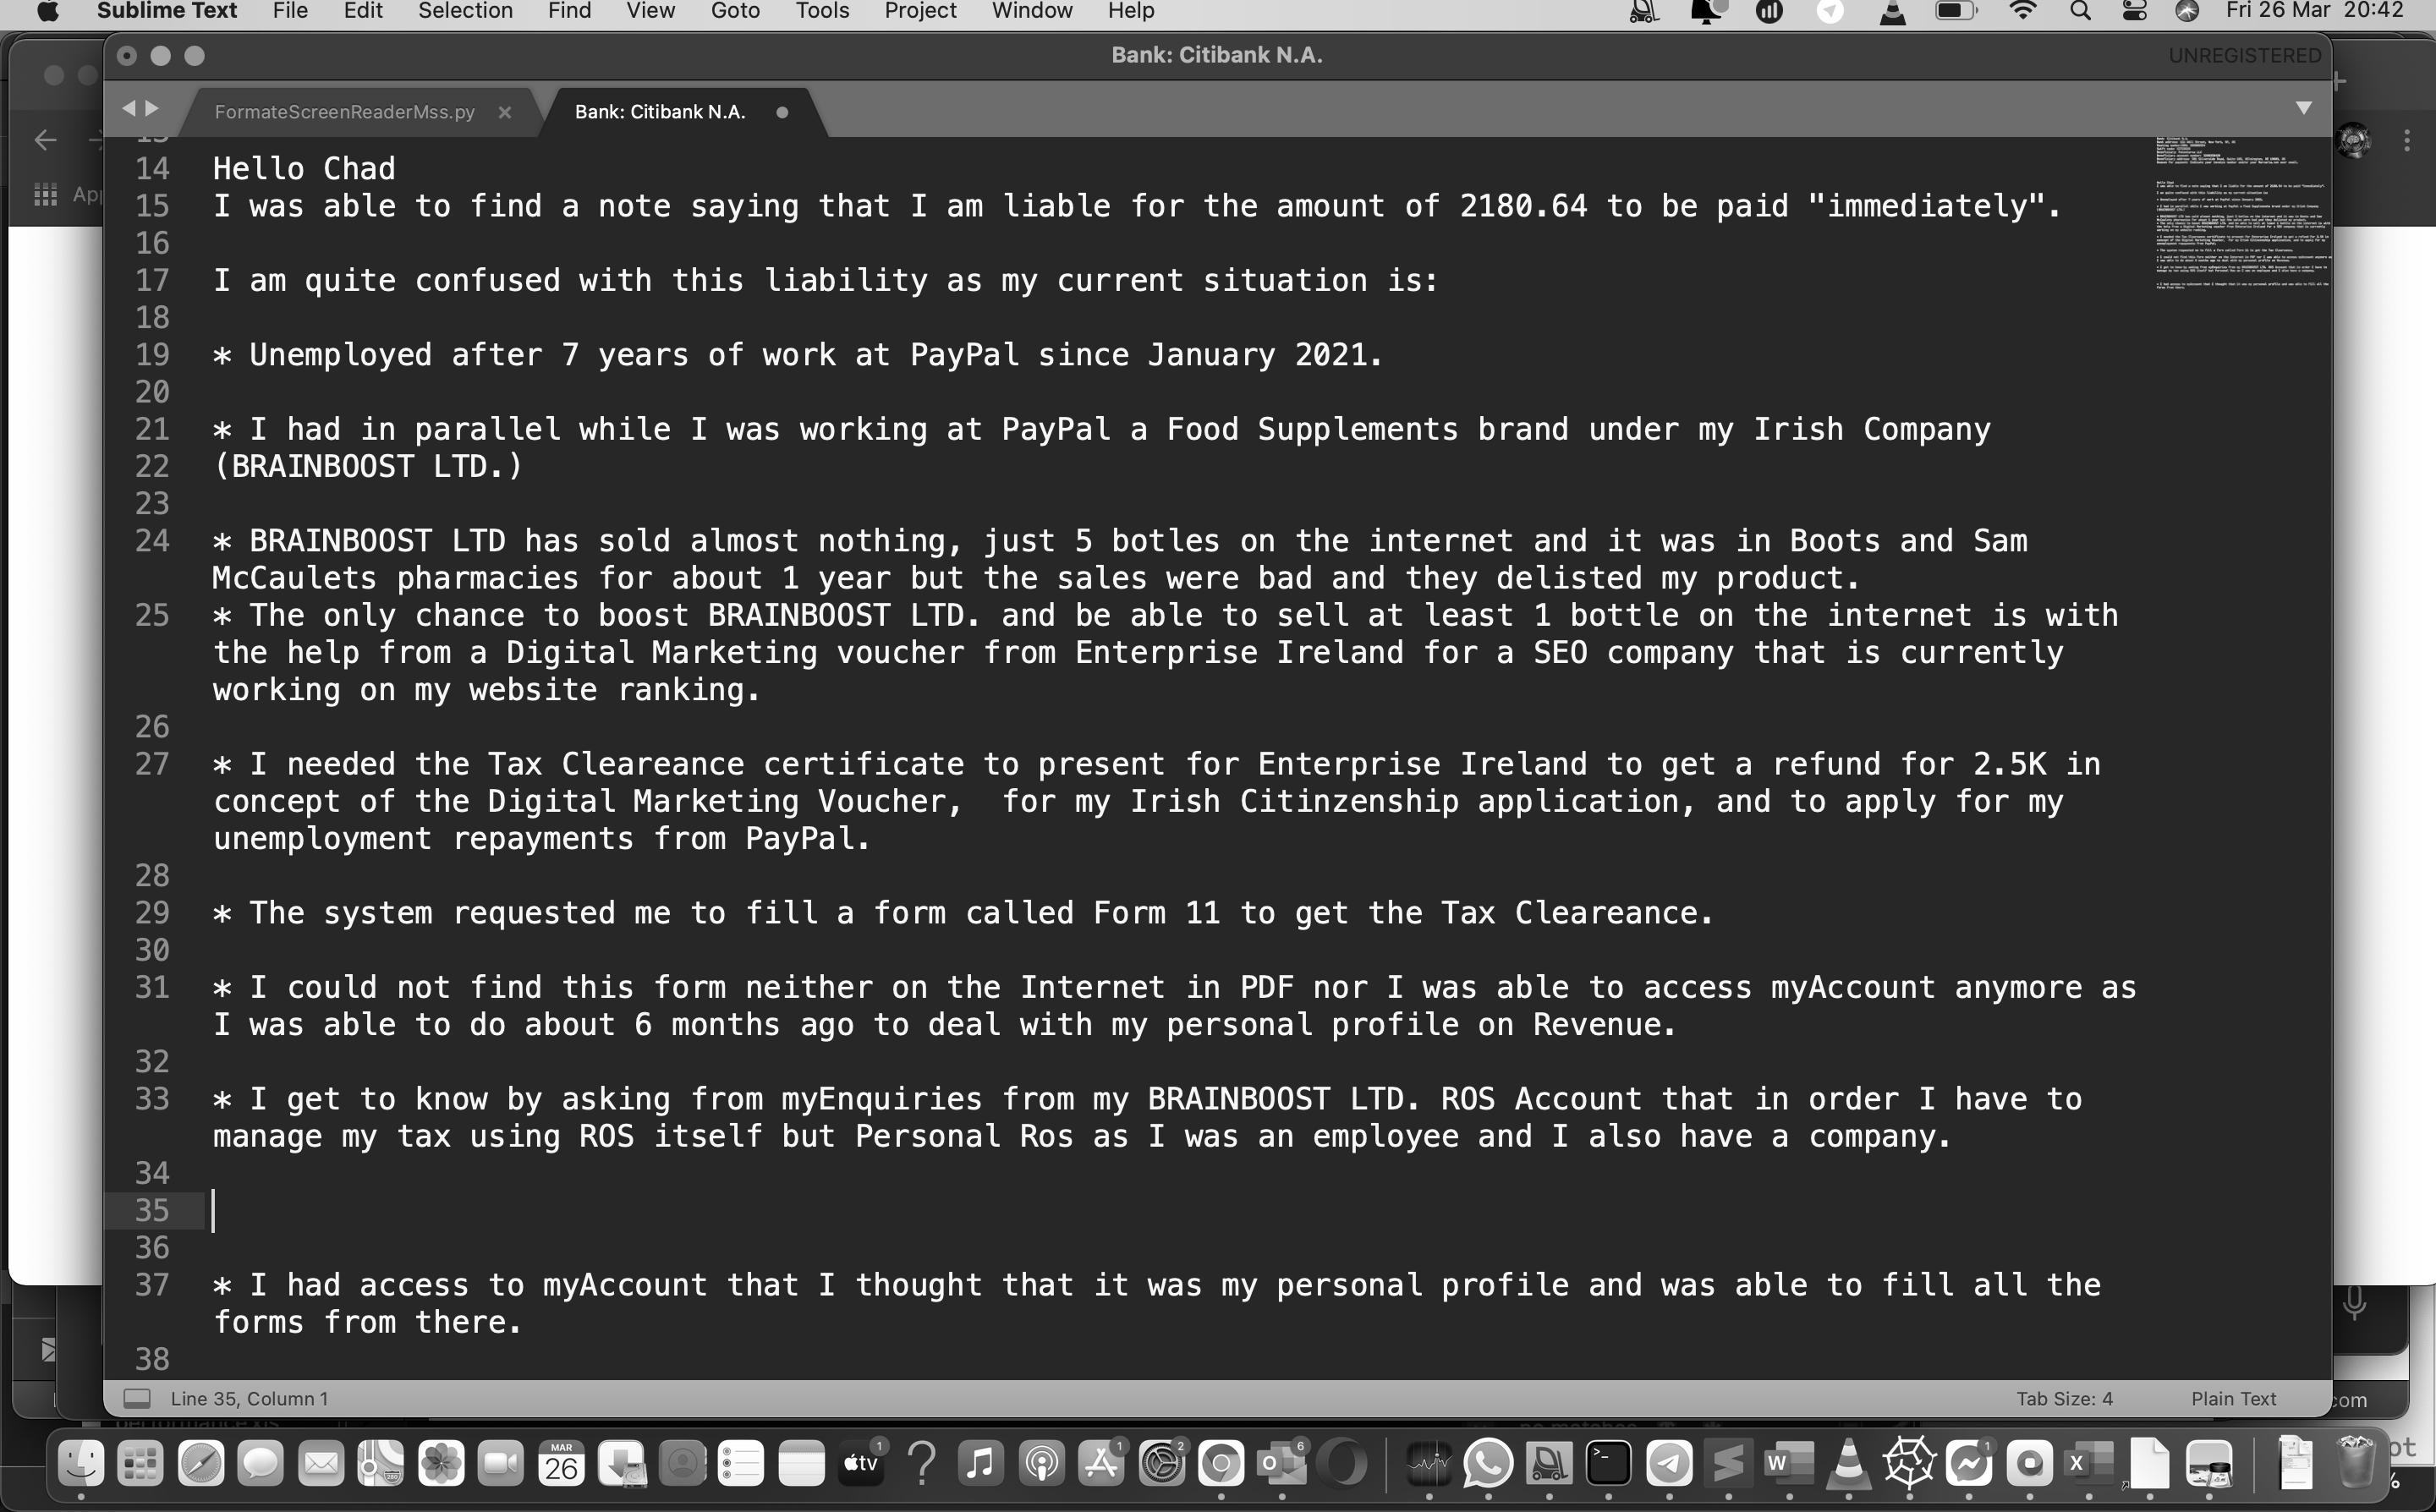 Sublime Text File Edit Selection Find View Goto Tools Project Window Help Fri 26 Mar 20:42
Bank: Citibank N.A. UNREGISTERED
FormateScreenReaderMss.py Bank: Citibank N.A.
14 Hello Chad
15 I was able to find a note saying that I am liable for the amount of 2180.64 to be paid "immediately".
16
17 I am quite confused with this liability as my current situation is:
18
19 * Unemployed after 7 years of work at PayPal since January 2021.
20
21 * I had in parallel while I was working at PayPal a Food Supplements brand under my Irish Company
22 (BRAINBOOST LTD.)
23
24 * BRAINBOOST LTD has sold almost nothing, just 5 botles on the internet and it was in Boots and Sam
McCaulets pharmacies for about 1 year but the sales were bad and they delisted my product.
25 * The only chance to boost BRAINBOOST LTD. and be able to sell at least 1 bottle on the internet is with
the help from a Digital Marketing voucher from Enterprise Ireland for a SEO company that is currently
working on my website ranking.
26
27 * I needed the Tax Cleareance certificate to present for Enterprise Ireland to get a refund for 2.5K in
concept of the Digital Marketing Voucher,  for my Irish Citinzenship application, and to apply for my
unemployment repayments from PayPal.
28
29 * The system requested me to fill a form called Form 11 to get the Tax Cleareance.
30
31 * I could not find this form neither on the Internet in PDF nor I was able to access myAccount anymore as
I was able to do about 6 months ago to deal with my personal profile on Revenue.
32
33 * I get to know by asking from myEnquiries from my BRAINBOOST LTD. ROS Account that in order I have to
manage my tax using ROS itself but Personal Ros as I was an employee and I also have a company.
34
35
36
37 * I had access to myAccount that I thought that it was my personal profile and was able to fill all the
forms from there.
38
Line 35, Column 1 Tab Size: 4 Plain Text
MAR
26
tv